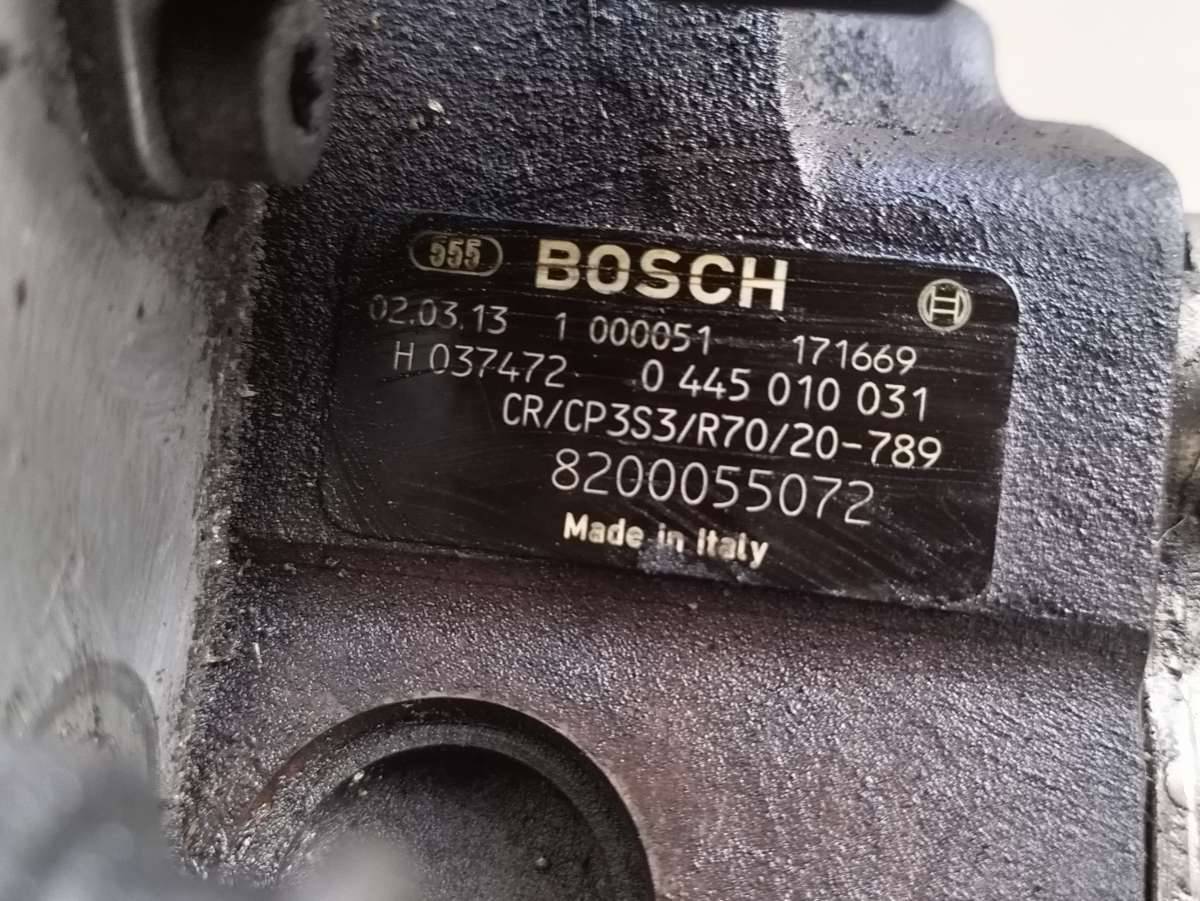 555 BOSCH
02.03.13 1 000051 171669
H 037472 0 445 010 031
CR/CP3S3/R70/20-789
8200055072
Made in Italy